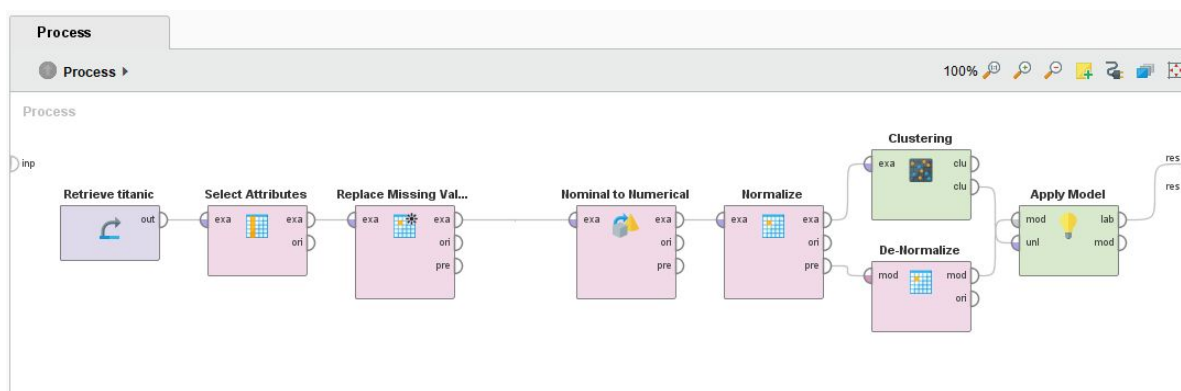 Process
Process
100%
Process
inp
Retrieve titanic
out
Select Attributes
exa exa
ori
Replace Missing Val...
exa exa
ori
pre
Nominal to Numerical
exa exa
ori
pre
Normalize
exa exa
ori
pre
Clustering
exa clu
clu
De-Normalize
mod mod
ori
Apply Model
mod lab
unl mod
res
res